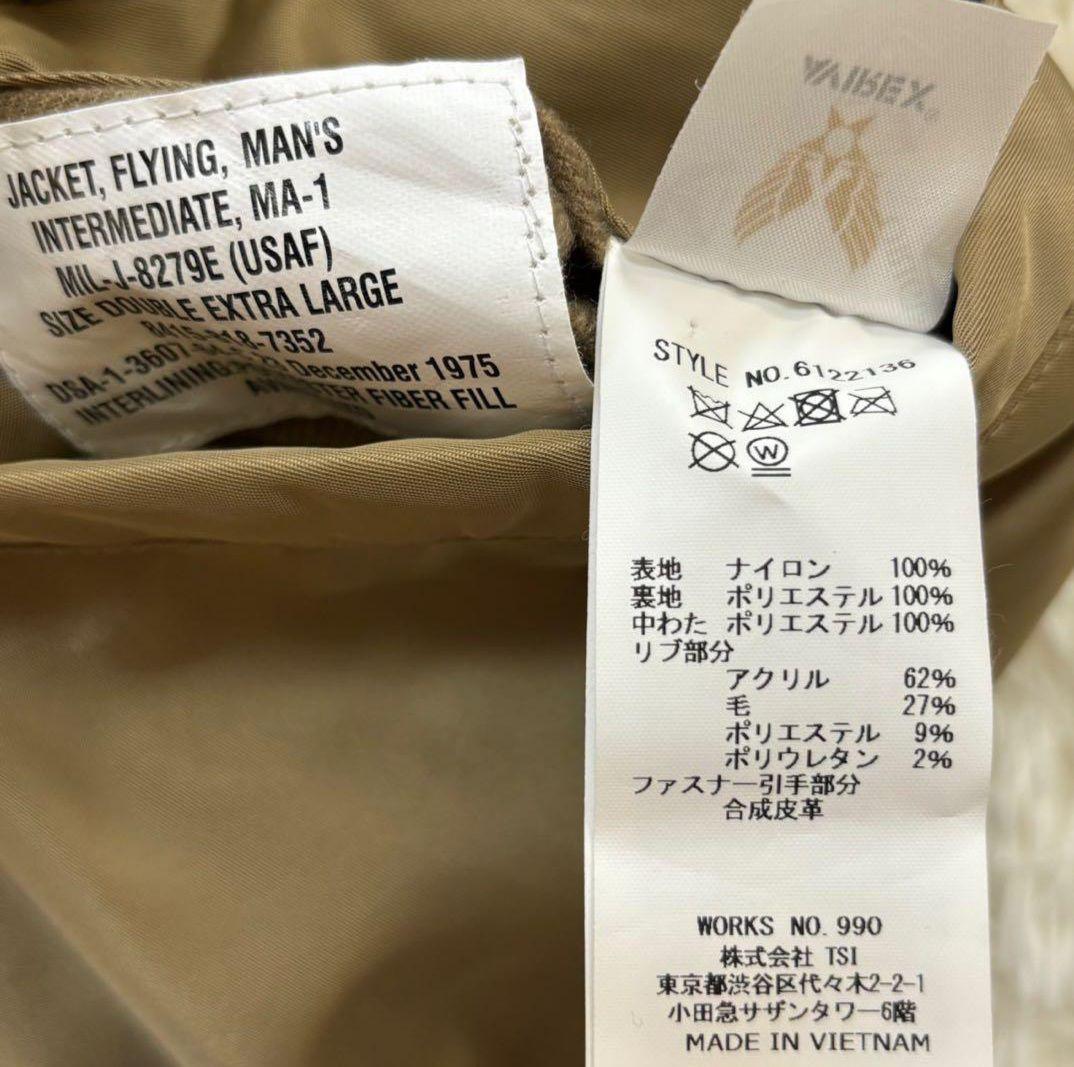 JACKET, FLYING, MAN'S
INTERMEDIATE, MA-1
MIL-J-8279E (USAF)
SIZE DOUBLE EXTRA LARGE
8415 -7352
DSA-1-3607 December 1975
INTERLINING FIBER FILL
AVIREX
STYLE NO. 6122136
W
表地 ナイロン 100%
裏地 ポリエステル 100%
中わた ポリエステル 100%
リブ部分
アクリル 62%
毛 27%
ポリエステル 9%
ポリウレタン 2%
ファスナー引手部分
合成皮革
WORKS NO. 990
株式会社 TSI
東京都渋谷区代々木2-2-1
小田急サザンタワー6階
MADE IN VIETNAM